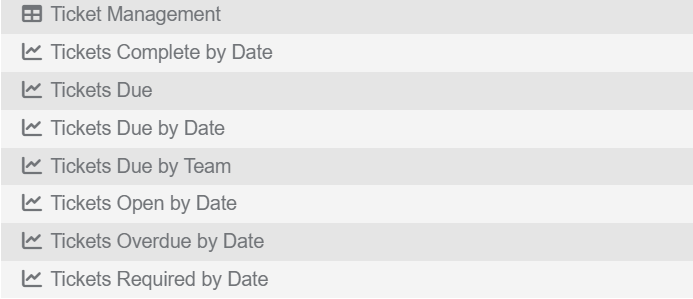 Ticket Management
Tickets Complete by Date
Tickets Due
Tickets Due by Date
Tickets Due by Team
Tickets Open by Date
Tickets Overdue by Date
Tickets Required by Date